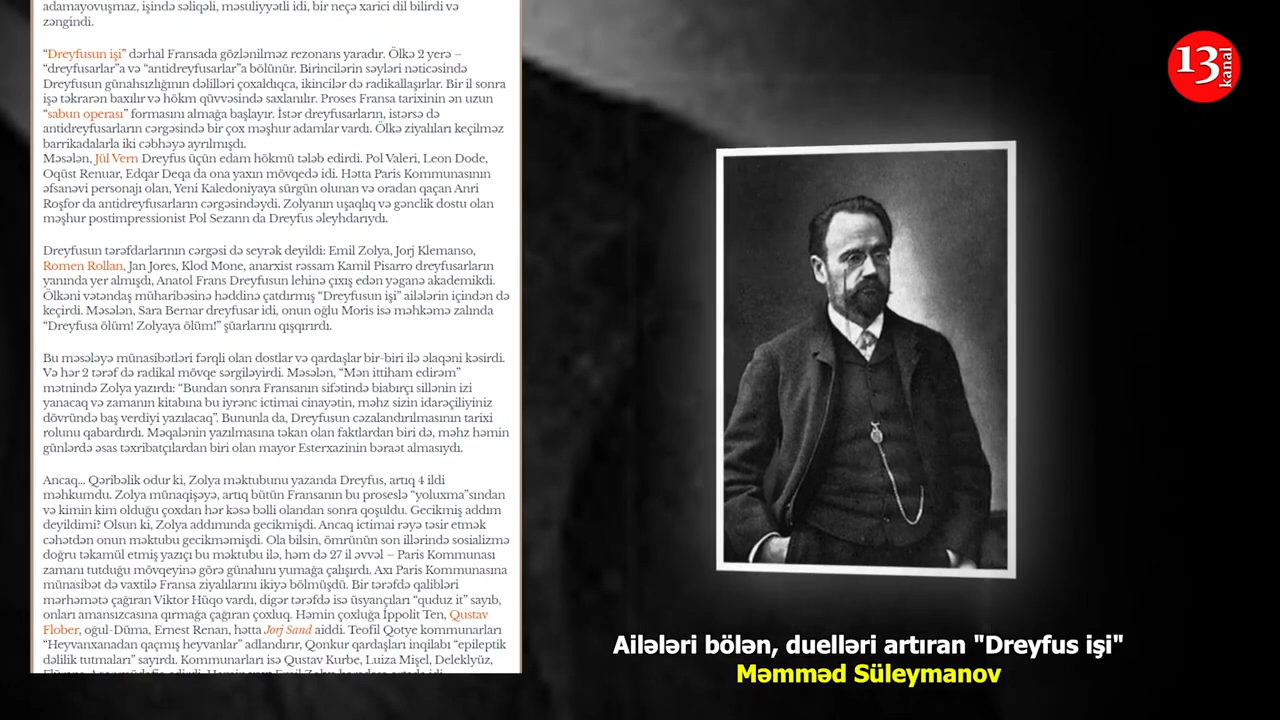 adamayovuşmaz, işində səliqəli, məsuliyyətli idi, bir neçə xarici dil bilirdi və
zəngindi.
“Dreyfusun işi” dərhal Fransada gözlənilməz rezonans yaradır. Ölkə 2 yerə –
“dreyfusarlar”a və “antidreyfusarlar”a bölünür. Birincilərin səyləri nəticəsində
Dreyfusun günahsızlığının dəlilləri çoxaldıqca, ikincilər də radikallaşırlar. Bir il sonra
işə təkrarən baxılır və hökm qüvvəsində saxlanılır. Proses Fransa tarixinin ən uzun
“sabun operası” formasını almağa başlayır. İstər dreyfusarların, istərsə də
antidreyfusarların cərgəsində bir çox məşhur adamlar vardı. Ölkə ziyalıları keçilməz
barrikadalarla iki cəbhəyə ayrılmışdı.
Məsələn, Jül Vern Dreyfus üçün edam hökmü tələb edirdi. Pol Valeri, Leon Dode,
Oqüst Renuar, Edqar Deqa da ona yaxın mövqedə idi. Hətta Paris Kommunasının
əfsanəvi personajı olan, Yeni Kaledoniyaya sürgün olunan və oradan qaçan Anri
Roşfor da antidreyfusarların cərgəsindəydi. Zolyanın uşaqlıq və gənclik dostu olan
məşhur postimpressionist Pol Sezann da Dreyfus əleyhdarıydı.
Dreyfusun tərəfdarlarının cərgəsi də seyrək deyildi: Emil Zolya, Jorj Klemanso,
Romen Rollan, Jan Jores, Klod Mone, anarxist rəssam Kamil Pisarro dreyfusarların
yanında yer almışdı, Anatol Frans Dreyfusun lehinə çıxış edən yəganə akademikdi.
Ölkəni vətəndaş müharibəsinə həddinə çatdırmış “Dreyfusun işi” ailələrin içindən də
keçirdi. Məsələn, Sara Bernar dreyfusar idi, onun oğlu Moris isə məhkəmə zalında
“Dreyfusa ölüm! Zolyaya ölüm!” şüarlarını qışqırırdı.
Bu məsələyə münasibətləri fərqli olan dostlar və qardaşlar bir-biri ilə əlaqəni kəsirdi.
Və hər 2 tərəf də radikal mövqe sərgiləyirdi. Məsələn, “Mən ittiham edirəm”
mətnində Zolya yazırdı: “Bundan sonra Fransanın sifətində biabırçı sillənin izi
yanacaq və zamanın kitabına bu iyrənc ictimai cinayətin, məhz sizin idarəçiliyiniz
dövründə baş verdiyi yazılacaq”. Bununla da, Dreyfusun cəzalandırılmasının tarixi
rolunu qabardırdı. Məqalənin yazılmasına təkan olan faktlardan biri də, məhz həmin
günlərdə əsas təxribatçılardan biri olan mayor Esterxazinin bəraət almasıydı.
Ancaq... Qəribəlik odur ki, Zolya məktubunu yazanda Dreyfus, artıq 4 ildi
məhkumdu. Zolya münaqişəyə, artıq bütün Fransanın bu proseslə “yoluxma”sından
və kimin kim olduğu çoxdan hər kəsə bəlli olandan sonra qoşuldu. Gecikmiş addım
deyildimi? Olsun ki, Zolya addımında gecikmişdi. Ancaq ictimai rəyə təsir etmək
cəhətdən onun məktubu gecikməmişdi. Ola bilsin, ömrünün son illərində sosializmə
doğru təkamül etmiş yazıçı bu məktubu ilə, həm də 27 il əvvəl – Paris Kommunası
zamanı tutduğu mövqeyinə görə günahını yumağa çalışırdı. Axı Paris Kommunasına
münasibət də vaxtilə Fransa ziyalılarını ikiyə bölmüşdü. Bir tərəfdə qalibləri
mərhəmətə çağıran Viktor Hüqo vardı, digər tərəfdə isə üsyançıları “quduz it” sayıb,
onları amansızcasına qırmağa çağıran çoxluq. Həmin çoxluğa İppolit Ten, Qustav
Flober, oğul-Düma, Ernest Renan, hətta Jorj Sand aiddi. Teofil Qotye kommunarları
“Heyvanxanadan qaçmış heyvanlar” adlandırır, Qonkur qardaşları inqilabı “epileptik
dəlilik tutmaları” sayırdı. Kommunarları isə Qustav Kurbe, Luiza Mişel, Deleklyüz,
13
kanal
Ailələri bölən, duelləri artıran "Dreyfus işi"
Məmməd Süleymanov